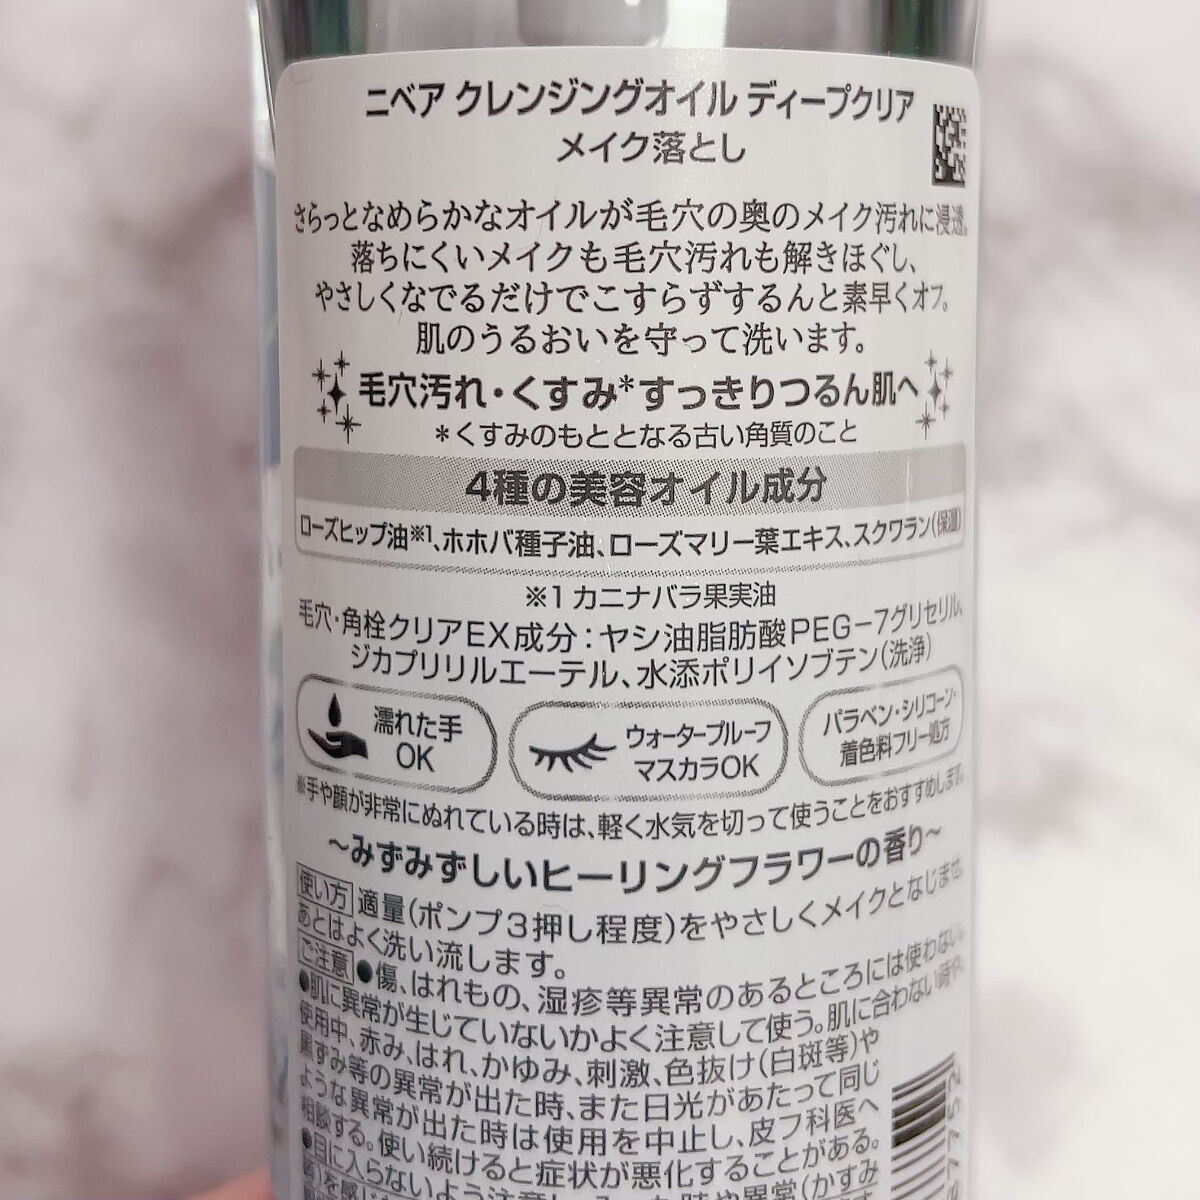 ニベア クレンジングオイル ディープクリア
メイク落とし
さらっとなめらかなオイルが毛穴の奥のメイク汚れに浸透。
落ちにくいメイクも毛穴汚れも解きほぐし、
やさしくなでるだけでこすらずするんと素早くオフ。
肌のうるおいを守って洗います。
毛穴汚れ・くすみ*すっきりつるん肌へ
*くすみのもととなる古い角質のこと
4種の美容オイル成分
ローズヒップ油※1、ホホバ種子油、ローズマリー葉エキス、スクワラン(保湿)
※1 カニナバラ果実油
毛穴・角栓クリアEX成分：ヤシ油脂肪酸PEG-7グリセリル、
ジカプリリルエーテル、水添ポリイソブテン(洗浄)
濡れた手
OK
ウォータープルーフ
マスカラOK
パラベン・シリコーン・
着色料フリー処方
※手や顔が非常にぬれている時は、軽く水気を切って使うことをおすすめします。
～みずみずしいヒーリングフラワーの香り～
使い方 適量(ポンプ3押し程度)をやさしくメイクとなじませ、
あとはよく洗い流します。
ご注意 ●傷、はれもの、湿疹等異常のあるところには使わない。
●肌に異常が生じていないかよく注意して使う。肌に合わない時や、
使用中、赤み、はれ、かゆみ、刺激、色抜け(白斑等)や
黒ずみ等の異常が出た時、また日光があたって同じ
ような異常が出た時は使用を中止し、皮フ科医へ
相談する。使い続けると症状が悪化することがある。
●目に入らないよう注意し、